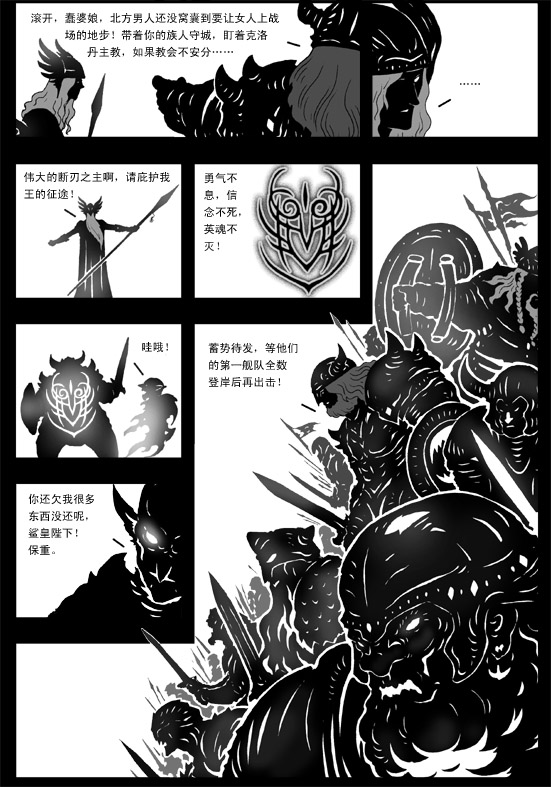 滚开，蠢婆娘，北方男人还没窝囊到要让女人上战
场的地步！带着你的族人守城，盯着克洛
丹主教，如果教会不安分……
……
伟大的断刃之主啊，请庇护我
王的征途！
勇气不
息，信
念不死，
英魂不
灭！
哇哦！
蓄势待发，等他们
的第一舰队全数
登岸后再出击！
你还欠我很多
东西没还呢，
鲨皇陛下！
保重。